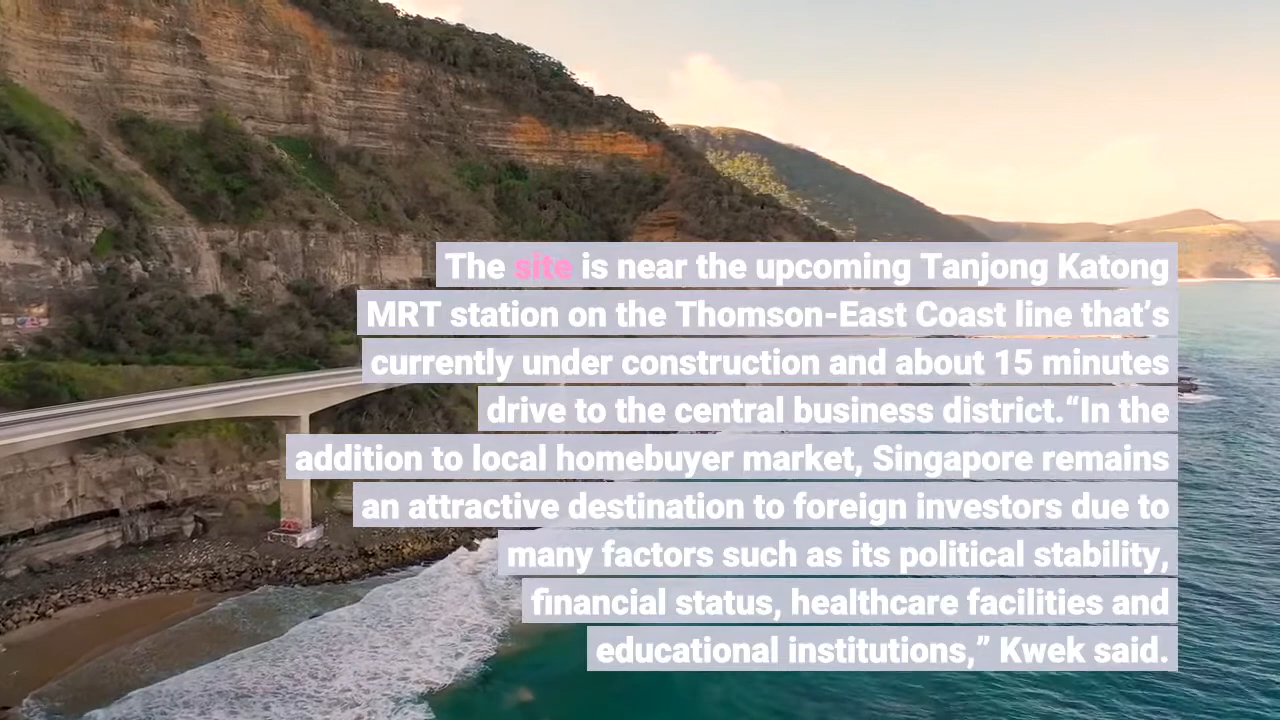 The site is near the upcoming Tanjong Katong
MRT station on the Thomson-East Coast line that’s
currently under construction and about 15 minutes
drive to the central business district.“In the
addition to local homebuyer market, Singapore remains
an attractive destination to foreign investors due to
many factors such as its political stability,
financial status, healthcare facilities and
educational institutions,” Kwek said.